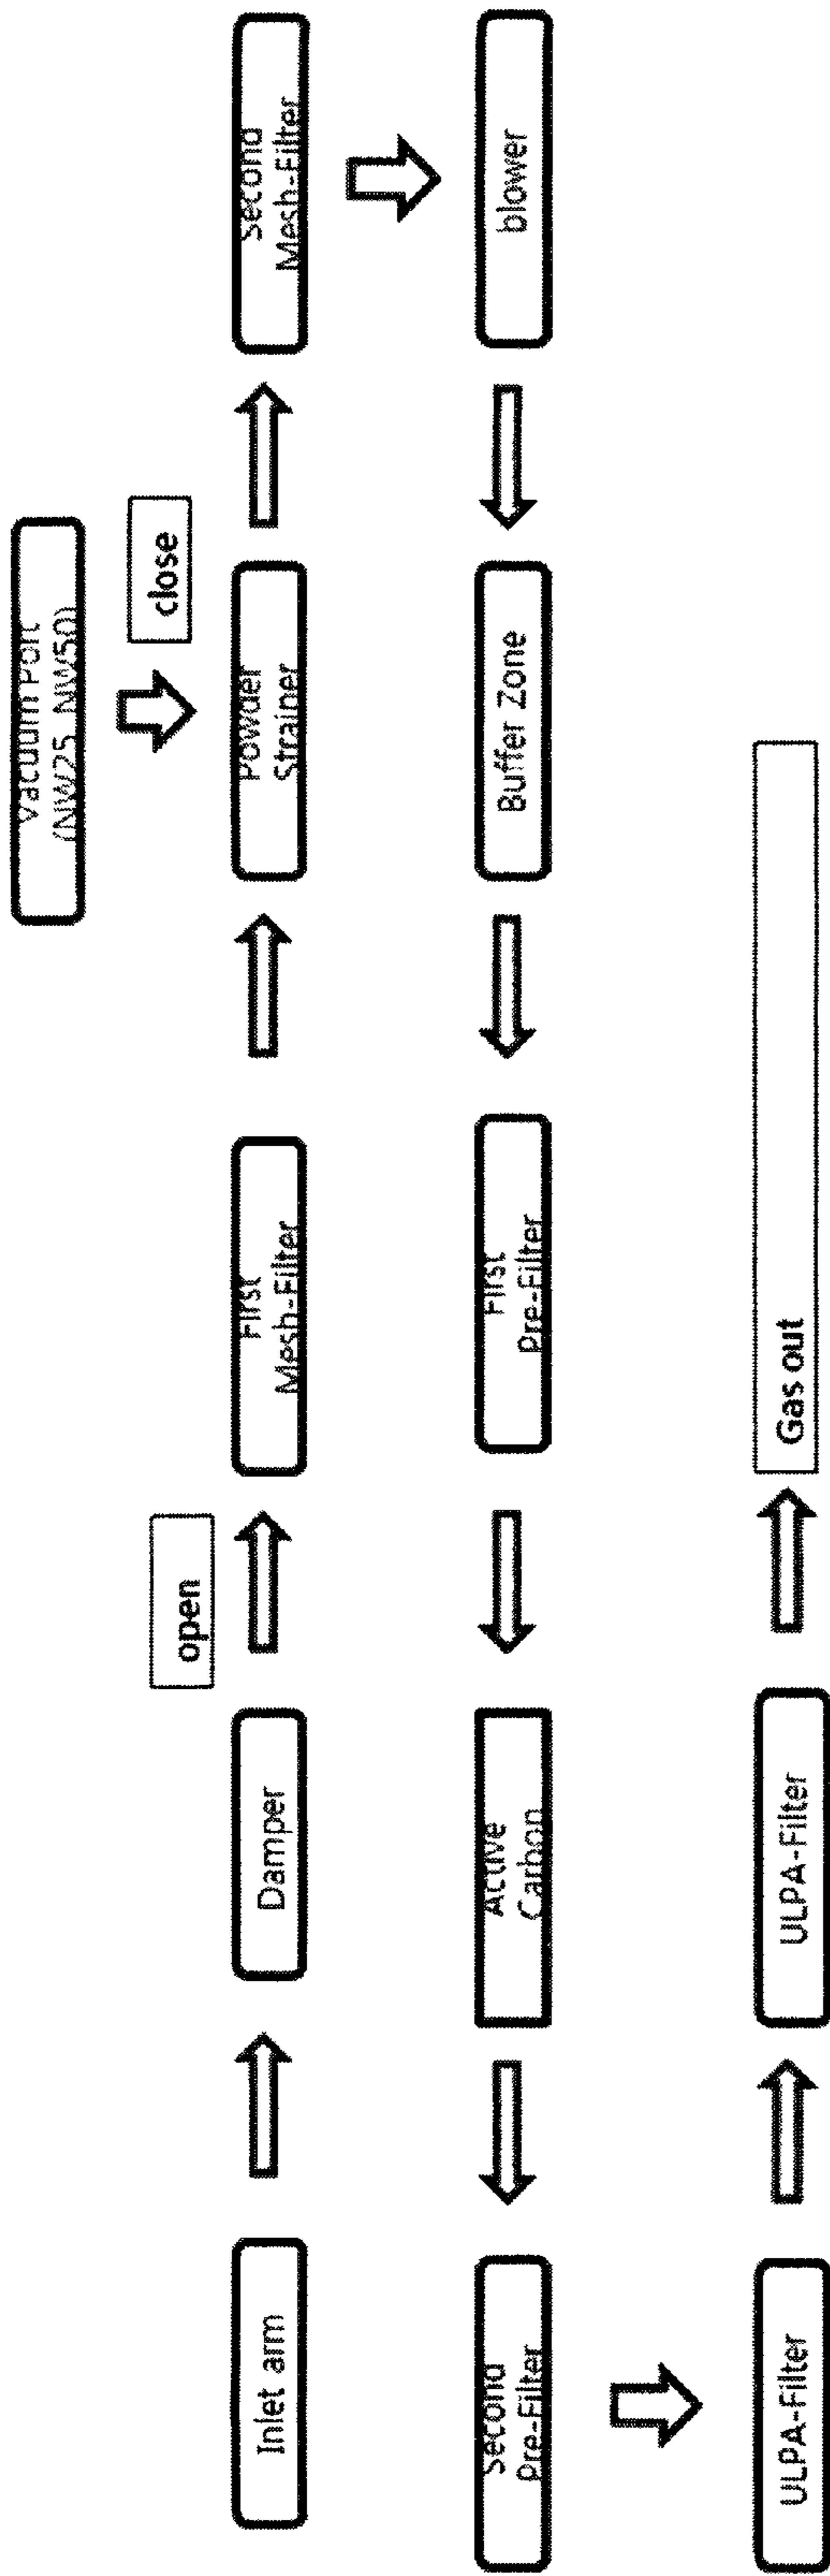 Vacuum Port
(NW25, NW50)
close
open
Inlet arm
Damper
First
Mesh-Filter
Powder
Strainer
Second
Mesh-Filter
blower
Buffer Zone
First
Pre-Filter
Active
Carbon
Second
Pre-Filter
ULPA-Filter
ULPA-Filter
Gas out